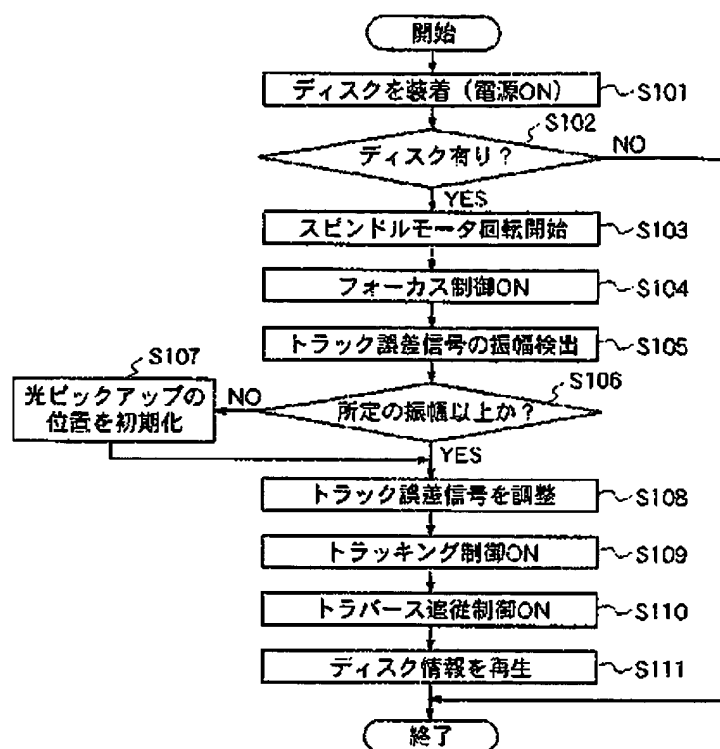 開始
ディスクを装着（電源ON）
S101
S102
ディスク有り？
NO
YES
スピンドルモータ回転開始
S103
フォーカス制御ON
S104
トラック誤差信号の振幅検出
S105
S107
S106
光ピックアップの
位置を初期化
NO
所定の振幅以上か？
YES
トラック誤差信号を調整
S108
トラッキング制御ON
S109
トラバース追従制御ON
S110
ディスク情報を再生
S111
終了